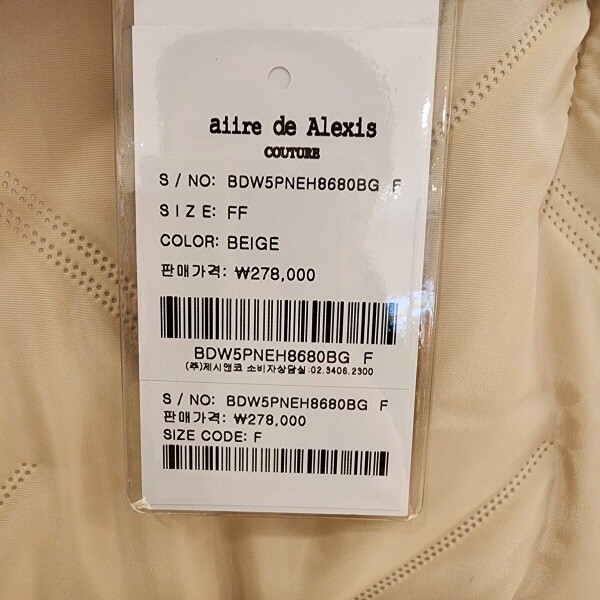 aiire de Alexis
COUTURE
S / NO: BDW5PNEH8680BG F
SIZE: FF
COLOR: BEIGE
판매가격: ₩278,000
BDW5PNEH8680BG F
(주)제시앤코 소비자상담실:02.3406.2300
S / NO: BDW5PNEH8680BG F
판매가격: ₩278,000
SIZE CODE: F